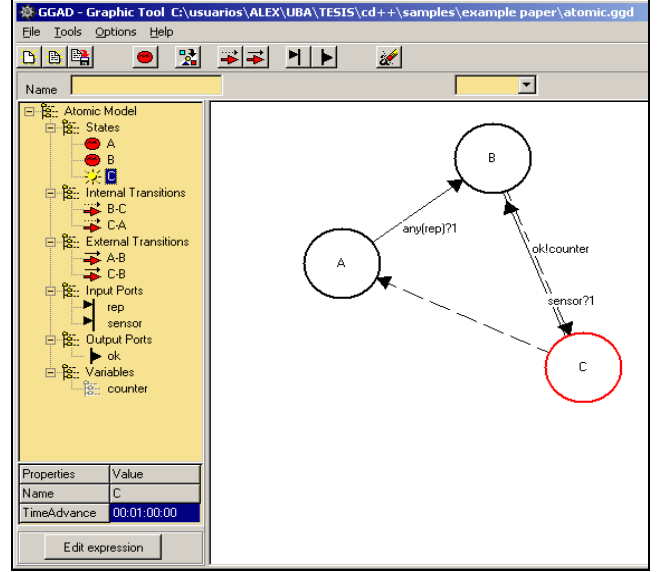 GGAD - Graphic Tool C:\usuarios\ALEX\UBA\TESIS\cd++\samples\example paper\atomic.ggd
File Tools Options Help
Name
Atomic Model
States
A
B
C
Internal Transitions
B-C
C-A
External Transitions
A-B
C-B
Input Ports
rep
sensor
Output Ports
ok
Variables
counter
Properties Value
Name C
TimeAdvance 00:01:00:00
Edit expression
B
any(rep)?1
ok!counter
A
sensor?1
C